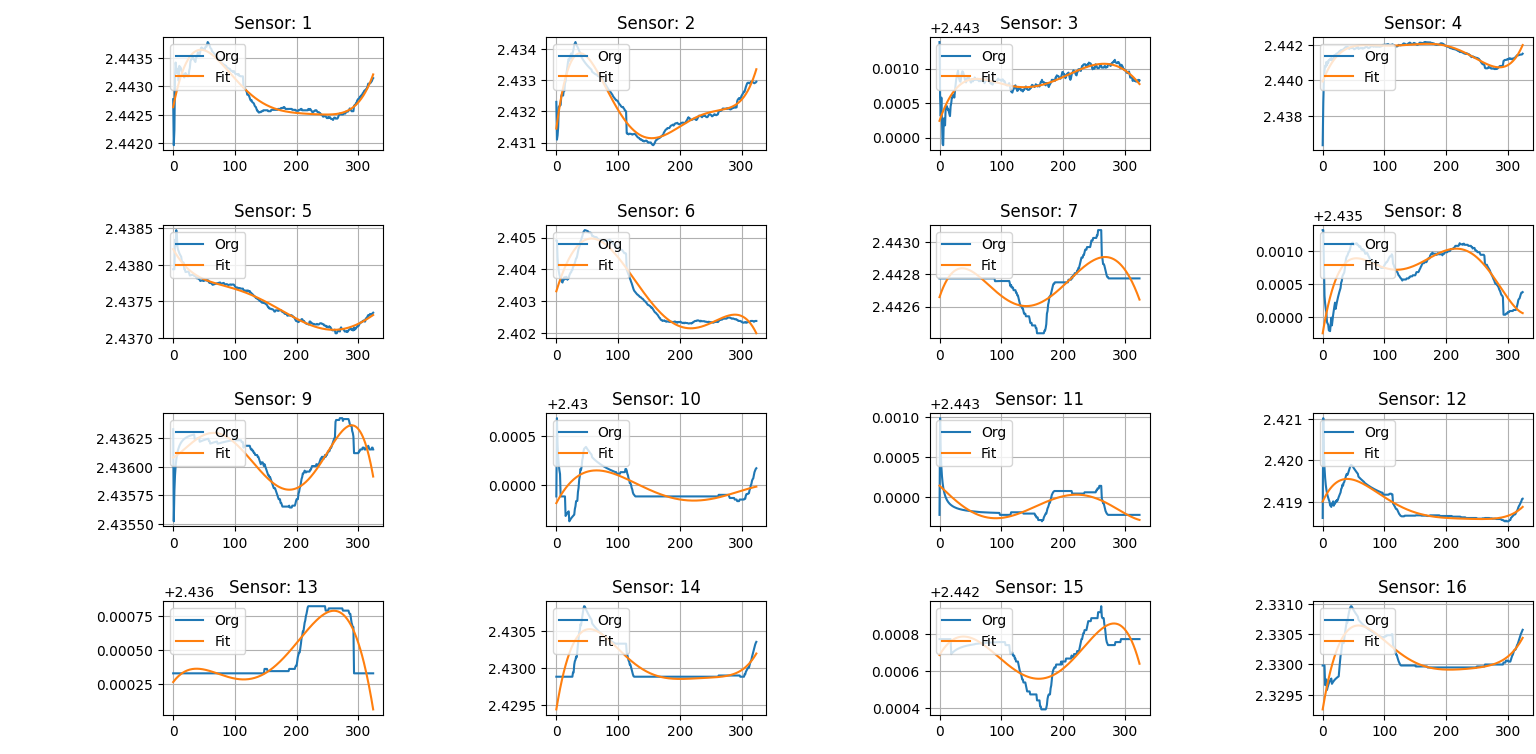 Sensor: 1
2.4435
2.4430
2.4425
2.4420
Org
Fit
0 100 200 300
Sensor: 2
2.434
2.433
2.432
2.431
Org
Fit
0 100 200 300
Sensor: 3
+2.443
0.0010
0.0005
0.0000
Org
Fit
0 100 200 300
Sensor: 4
2.442
2.440
2.438
Org
Fit
0 100 200 300
Sensor: 5
2.4385
2.4380
2.4375
2.4370
Org
Fit
0 100 200 300
Sensor: 6
2.405
2.404
2.403
2.402
Org
Fit
0 100 200 300
Sensor: 7
2.4430
2.4428
2.4426
Org
Fit
0 100 200 300
Sensor: 8
+2.435
0.0010
0.0005
0.0000
Org
Fit
0 100 200 300
Sensor: 9
2.43625
2.43600
2.43575
2.43550
Org
Fit
0 100 200 300
Sensor: 10
+2.43
0.0005
0.0000
Org
Fit
0 100 200 300
Sensor: 11
+2.443
0.0010
0.0005
0.0000
Org
Fit
0 100 200 300
Sensor: 12
2.421
2.420
2.419
Org
Fit
0 100 200 300
Sensor: 13
+2.436
0.00075
0.00050
0.00025
Org
Fit
0 100 200 300
Sensor: 14
2.4305
2.4300
2.4295
Org
Fit
0 100 200 300
Sensor: 15
+2.442
0.0008
0.0006
0.0004
Org
Fit
0 100 200 300
Sensor: 16
2.3310
2.3305
2.3300
2.3295
Org
Fit
0 100 200 300